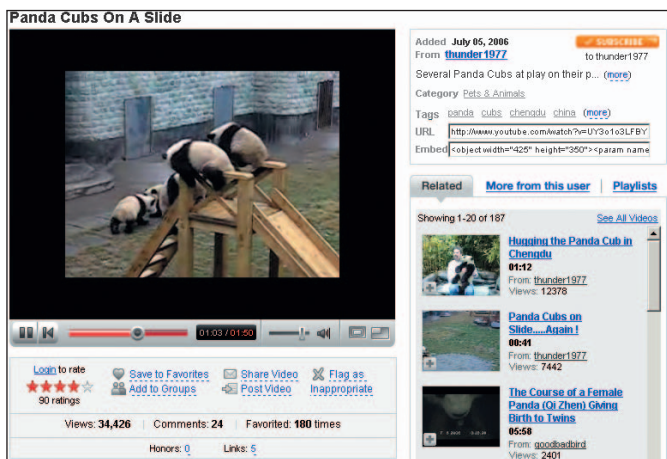 Panda Cubs On A Slide
01:03 / 01:50
Login to rate
90 ratings
Save to Favorites
Add to Groups
Share Video
Post Video
Flag as
Inappropriate
Views: 34,426 | Comments: 24 | Favorited: 180 times
Honors: 0 Links: 5
Added July 05, 2006
From thunder1977
SUBSCRIBE
to thunder1977
Several Panda Cubs at play on their p... (more)
Category Pets & Animals
Tags panda cubs chengdu china (more)
URL http://www.youtube.com/watch?v=UY3o1o3LFBY
Embed <object width="425" height="350"><param name
Related More from this user | Playlists
Showing 1-20 of 187 See All Videos
Hugging the Panda Cub in
Chengdu
01:12
From: thunder1977
Views: 12378
Panda Cubs on
Slide.....Again !
00:41
From: thunder1977
Views: 7442
The Course of a Female
Panda (Qi Zhen) Giving
Birth to Twins
05:58
From: goodbadbird
Views: 2401